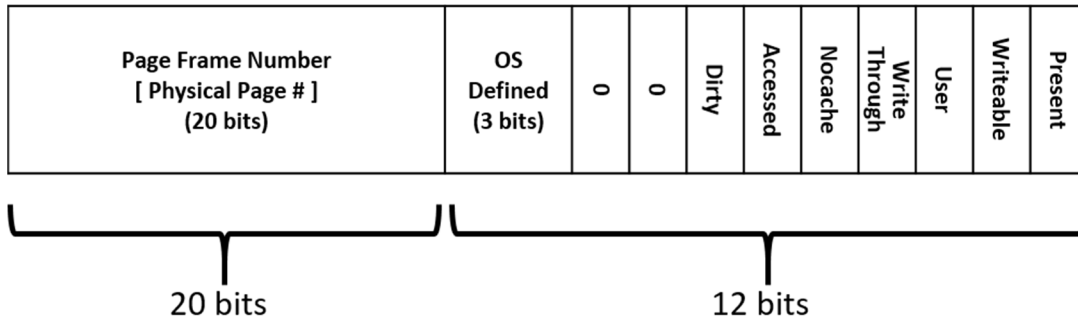 Page Frame Number
[ Physical Page # ]
(20 bits)
OS
Defined
(3 bits)
0
0
Dirty
Accessed
Nocache
Write
Through
User
Writeable
Present
20 bits
12 bits